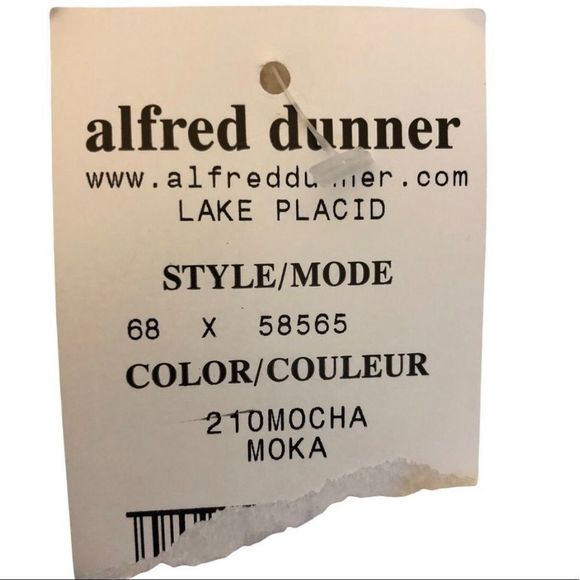 alfred dunner
www.alfreddunner.com
LAKE PLACID
STYLE/MODE
68 X 58565
COLOR/COULEUR
210MOCHA
MOKA